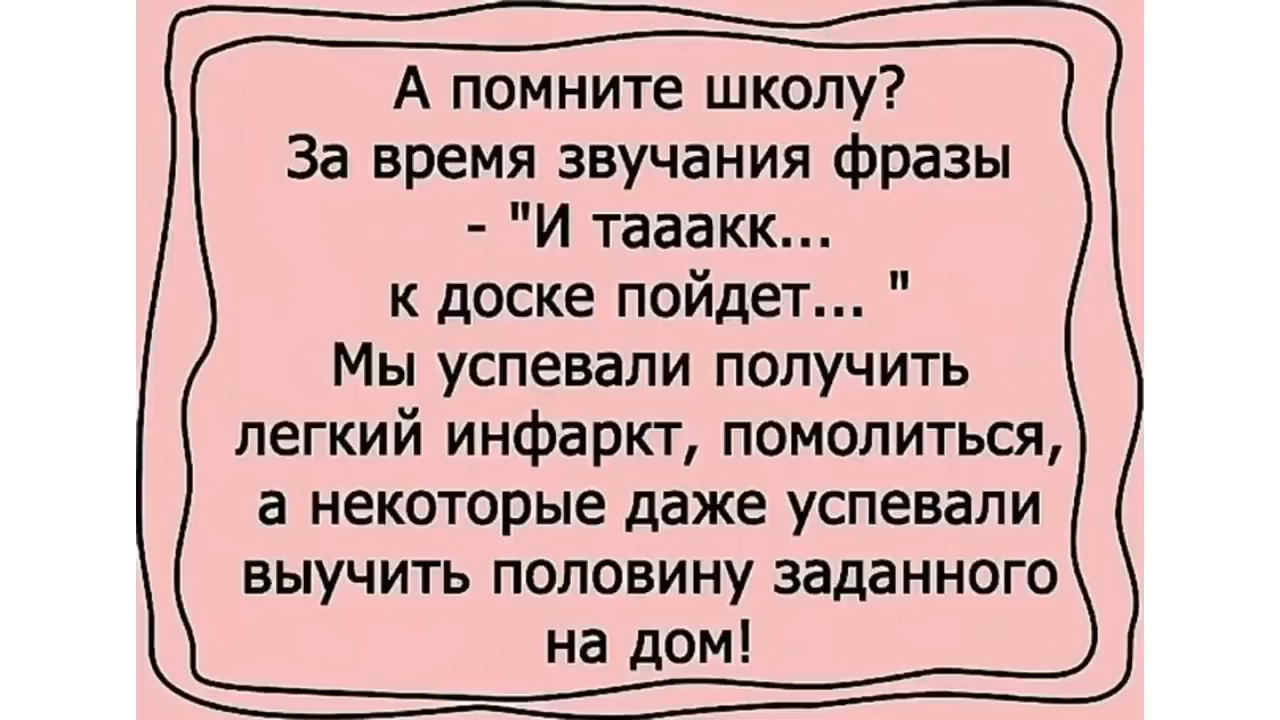 А помните школу?
За время звучания фразы
- "И тааакк...
к доске пойдет... "
Мы успевали получить
легкий инфаркт, помолиться,
а некоторые даже успевали
выучить половину заданного
на дом!